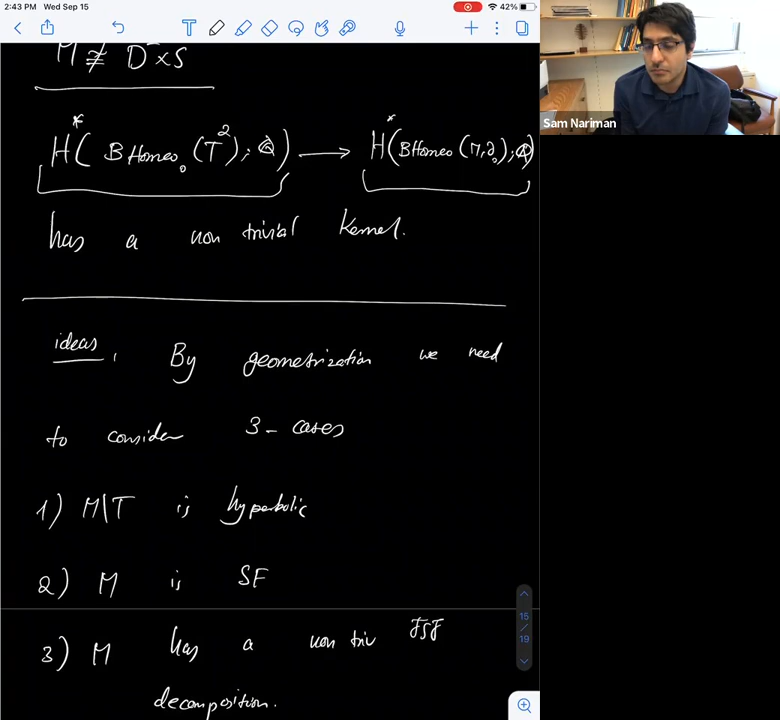 2:43 PM Wed Sep 15
42%
M ≇ D² × S
H*( B Homeo₀ (T²); Q) ⟶ H*(BHomeo (M,∂)₀; Q)
has a non trivial Kernel.
ideas, By geometrization we need
to consider 3- cases
1) M\T is hyperbolic
2) M is SF
3) M has a non triv JSJ
decomposition.
15
/
19
Sam Nariman